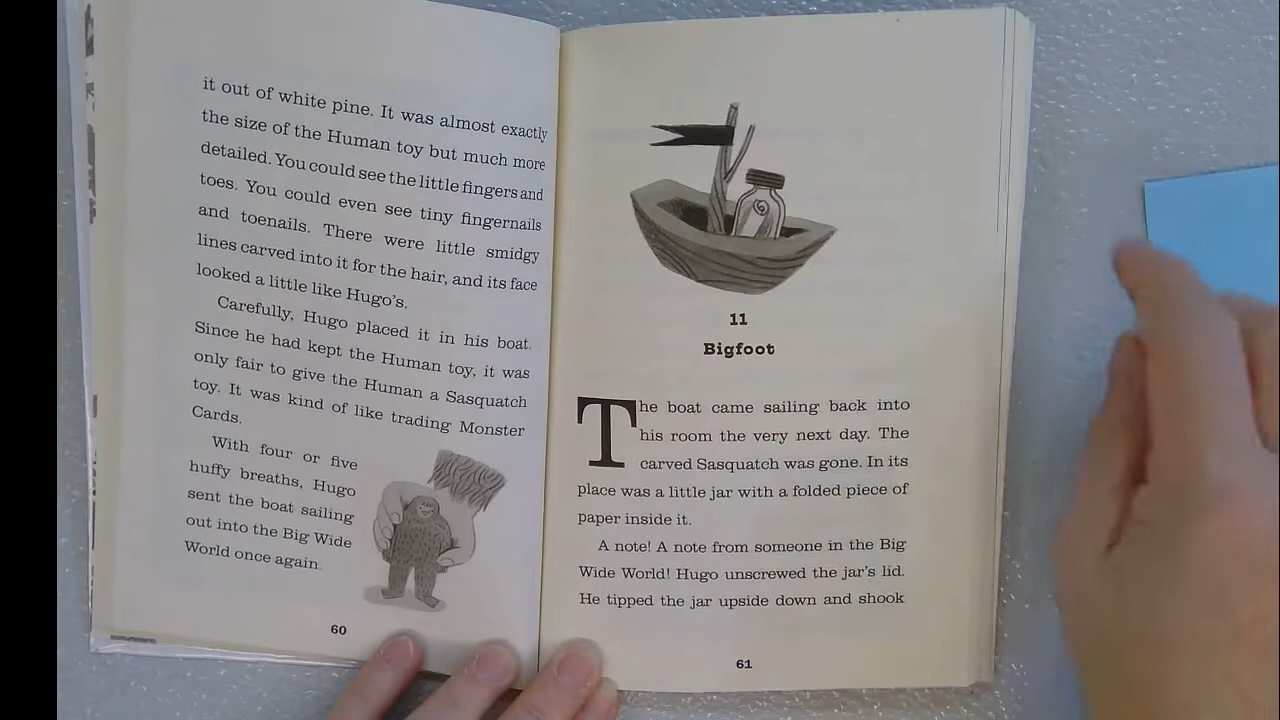 it out of white pine. It was almost exactly
the size of the Human toy but much more
detailed. You could see the little fingers and
toes. You could even see tiny fingernails
and toenails. There were little smidgy
lines carved into it for the hair, and its face
looked a little like Hugo's.
Carefully, Hugo placed it in his boat.
Since he had kept the Human toy, it was
only fair to give the Human a Sasquatch
toy. It was kind of like trading Monster
Cards.
With four or five
huffy breaths, Hugo
sent the boat sailing
out into the Big Wide
World once again.
60
11
Bigfoot
The boat came sailing back into
his room the very next day. The
carved Sasquatch was gone. In its
place was a little jar with a folded piece of
paper inside it.
A note! A note from someone in the Big
Wide World! Hugo unscrewed the jar's lid.
He tipped the jar upside down and shook
61